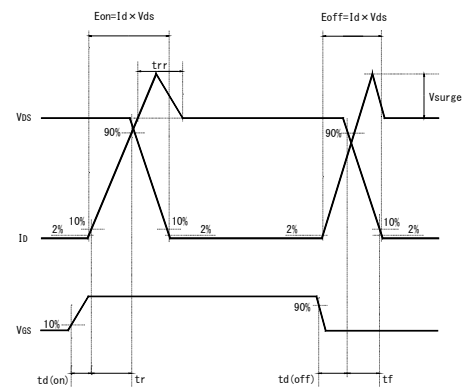 Eon=Id×Vds
Eoff=Id×Vds
trr
Vsurge
VDS
90%
90%
10%
10%
10%
2%
2%
2%
2%
ID
VGS
10%
90%
td(on)
tr
td(off)
tf